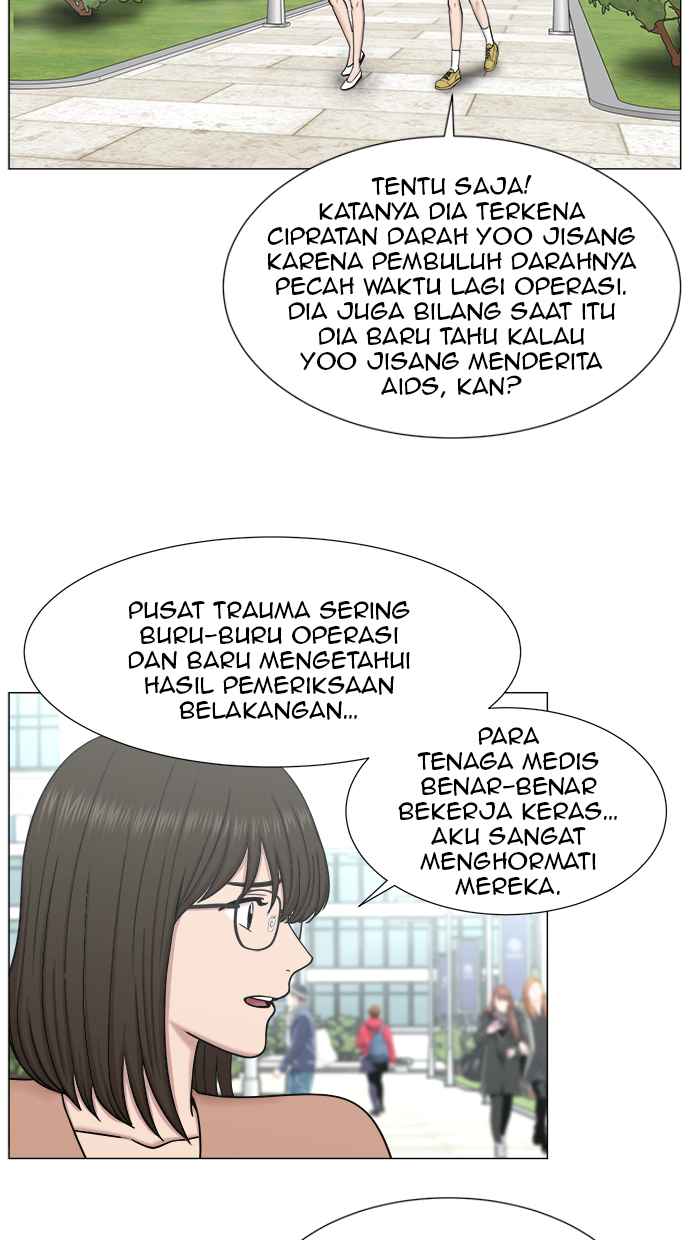 TENTU SAJA!
KATANYA DIA TERKENA
CIPRATAN DARAH YOO JISANG
KARENA PEMBULUH DARAHNYA
PECAH WAKTU LAGI OPERASI.
DIA JUGA BILANG SAAT ITU
DIA BARU TAHU KALAU
YOO JISANG MENDERITA
AIDS, KAN?
PUSAT TRAUMA SERING
BURU-BURU OPERASI
DAN BARU MENGETAHUI
HASIL PEMERIKSAAN
BELAKANGAN...
PARA
TENAGA MEDIS
BENAR-BENAR
BEKERJA KERAS...
AKU SANGAT
MENGHORMATI
MEREKA.